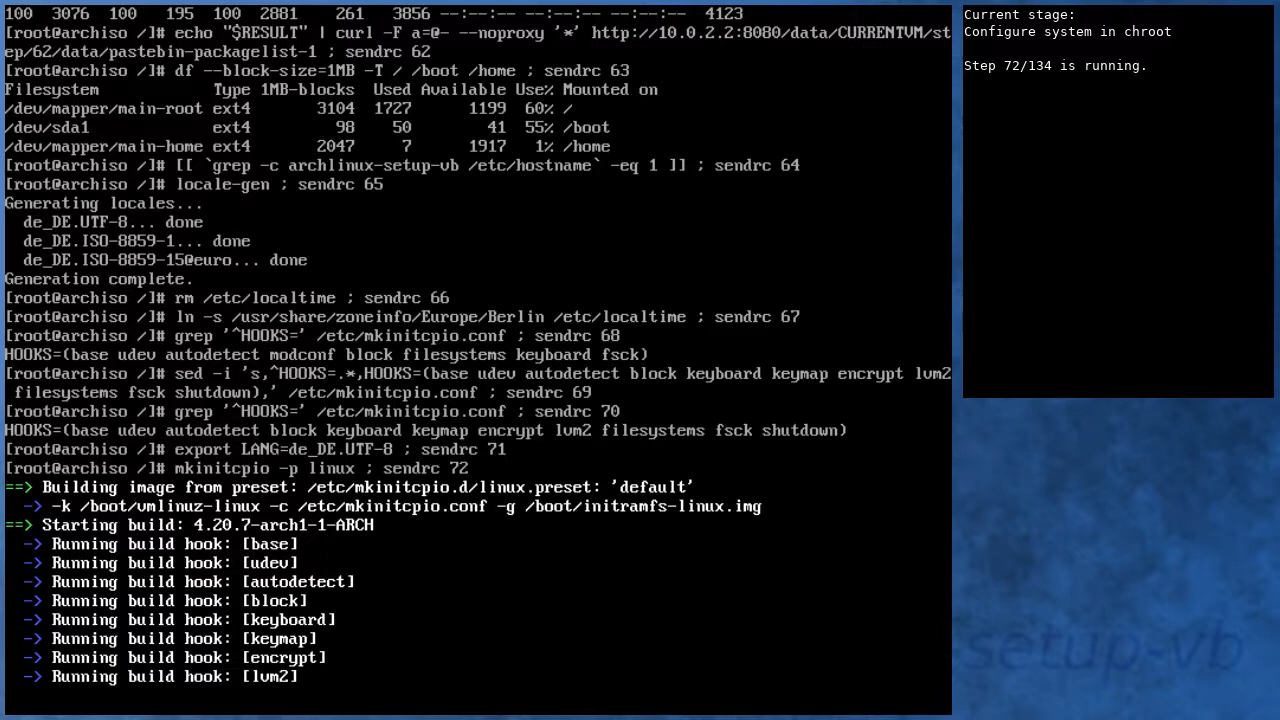 100  3076  100   195  100  2881    261   3856 --:--:-- --:--:-- --:--:--  4123
[root@archiso /]# echo "$RESULT" | curl -F a=@- --noproxy '*' http://10.0.2.2:8080/data/CURRENTVM/st
ep/62/data/pastebin-packagelist-1 ; sendrc 62
[root@archiso /]# df --block-size=1MB -T / /boot /home ; sendrc 63
Filesystem            Type 1MB-blocks  Used Available Use% Mounted on
/dev/mapper/main-root ext4       3104  1727      1199  60% /
/dev/sda1             ext4         98    50        41  55% /boot
/dev/mapper/main-home ext4       2047     7      1917   1% /home
[root@archiso /]# [[ `grep -c archlinux-setup-vb /etc/hostname` -eq 1 ]] ; sendrc 64
[root@archiso /]# locale-gen ; sendrc 65
Generating locales...
  de_DE.UTF-8... done
  de_DE.ISO-8859-1... done
  de_DE.ISO-8859-15@euro... done
Generation complete.
[root@archiso /]# rm /etc/localtime ; sendrc 66
[root@archiso /]# ln -s /usr/share/zoneinfo/Europe/Berlin /etc/localtime ; sendrc 67
[root@archiso /]# grep '^HOOKS=' /etc/mkinitcpio.conf ; sendrc 68
HOOKS=(base udev autodetect modconf block filesystems keyboard fsck)
[root@archiso /]# sed -i 's,^HOOKS=.*,HOOKS=(base udev autodetect block keyboard keymap encrypt lvm2
 filesystems fsck shutdown),' /etc/mkinitcpio.conf ; sendrc 69
[root@archiso /]# grep '^HOOKS=' /etc/mkinitcpio.conf ; sendrc 70
HOOKS=(base udev autodetect block keyboard keymap encrypt lvm2 filesystems fsck shutdown)
[root@archiso /]# export LANG=de_DE.UTF-8 ; sendrc 71
[root@archiso /]# mkinitcpio -p linux ; sendrc 72
==> Building image from preset: /etc/mkinitcpio.d/linux.preset: 'default'
  -> -k /boot/vmlinuz-linux -c /etc/mkinitcpio.conf -g /boot/initramfs-linux.img
==> Starting build: 4.20.7-arch1-1-ARCH
  -> Running build hook: [base]
  -> Running build hook: [udev]
  -> Running build hook: [autodetect]
  -> Running build hook: [block]
  -> Running build hook: [keyboard]
  -> Running build hook: [keymap]
  -> Running build hook: [encrypt]
  -> Running build hook: [lvm2]
Current stage:
Configure system in chroot
Step 72/134 is running.
-setup-vb